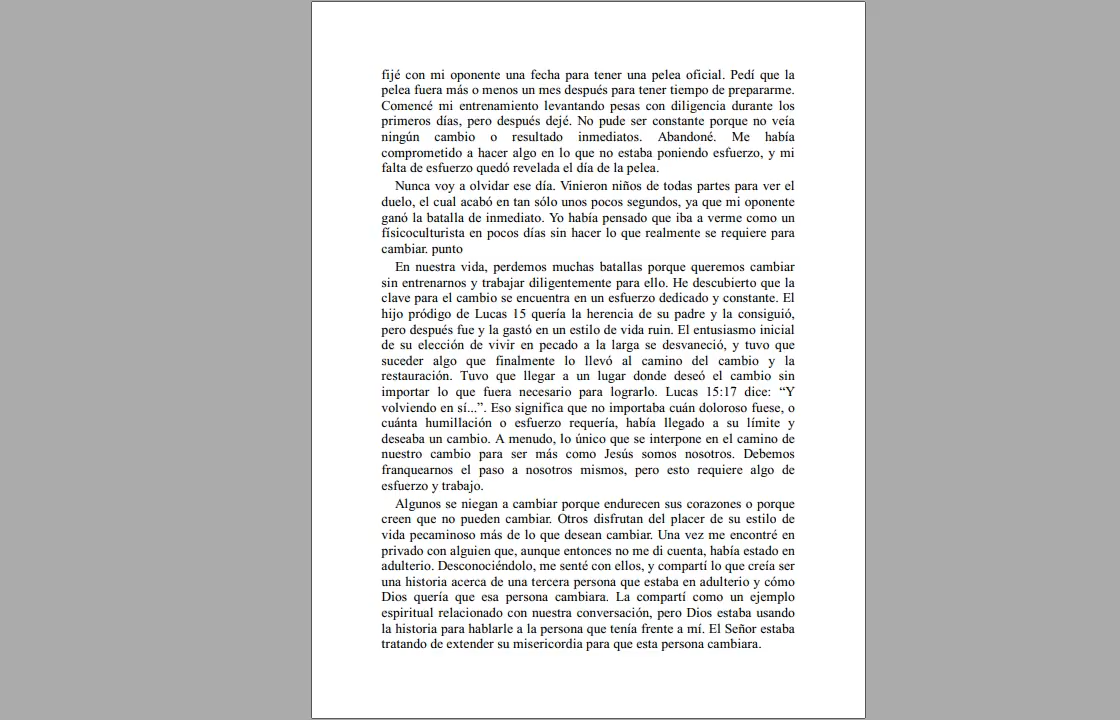 fijé con mi oponente una fecha para tener una pelea oficial. Pedí que la
pelea fuera más o menos un mes después para tener tiempo de prepararme.
Comencé mi entrenamiento levantando pesas con diligencia durante los
primeros días, pero después dejé. No pude ser constante porque no veía
ningún cambio o resultado inmediatos. Abandoné. Me había
comprometido a hacer algo en lo que no estaba poniendo esfuerzo, y mi
falta de esfuerzo quedó revelada el día de la pelea.
Nunca voy a olvidar ese día. Vinieron niños de todas partes para ver el
duelo, el cual acabó en tan sólo unos pocos segundos, ya que mi oponente
ganó la batalla de inmediato. Yo había pensado que iba a verme como un
físicoculturista en pocos días sin hacer lo que realmente se requiere para
cambiar. punto
En nuestra vida, perdemos muchas batallas porque queremos cambiar
sin entrenarnos y trabajar diligentemente para ello. He descubierto que la
clave para el cambio se encuentra en un esfuerzo dedicado y constante. El
hijo pródigo de Lucas 15 quería la herencia de su padre y la consiguió,
pero después fue y la gastó en un estilo de vida ruin. El entusiasmo inicial
de su elección de vivir en pecado a la larga se desvaneció, y tuvo que
suceder algo que finalmente lo llevó al camino del cambio y la
restauración. Tuvo que llegar a un lugar donde deseó el cambio sin
importar lo que fuera necesario para lograrlo. Lucas 15:17 dice: “Y
volviendo en sí...”. Eso significa que no importaba cuán doloroso fuese, o
cuánta humillación o esfuerzo requería, había llegado a su límite y
deseaba un cambio. A menudo, lo único que se interpone en el camino de
nuestro cambio para ser más como Jesús somos nosotros. Debemos
franquearnos el paso a nosotros mismos, pero esto requiere algo de
esfuerzo y trabajo.
Algunos se niegan a cambiar porque endurecen sus corazones o porque
creen que no pueden cambiar. Otros disfrutan del placer de su estilo de
vida pecaminoso más de lo que desean cambiar. Una vez me encontré en
privado con alguien que, aunque entonces no me di cuenta, había estado en
adulterio. Desconociéndolo, me senté con ellos, y compartí lo que creía ser
una historia acerca de una tercera persona que estaba en adulterio y cómo
Dios quería que esa persona cambiara. La compartí como un ejemplo
espiritual relacionado con nuestra conversación, pero Dios estaba usando
la historia para hablarle a la persona que tenía frente a mí. El Señor estaba
tratando de extender su misericordia para que esta persona cambiara.